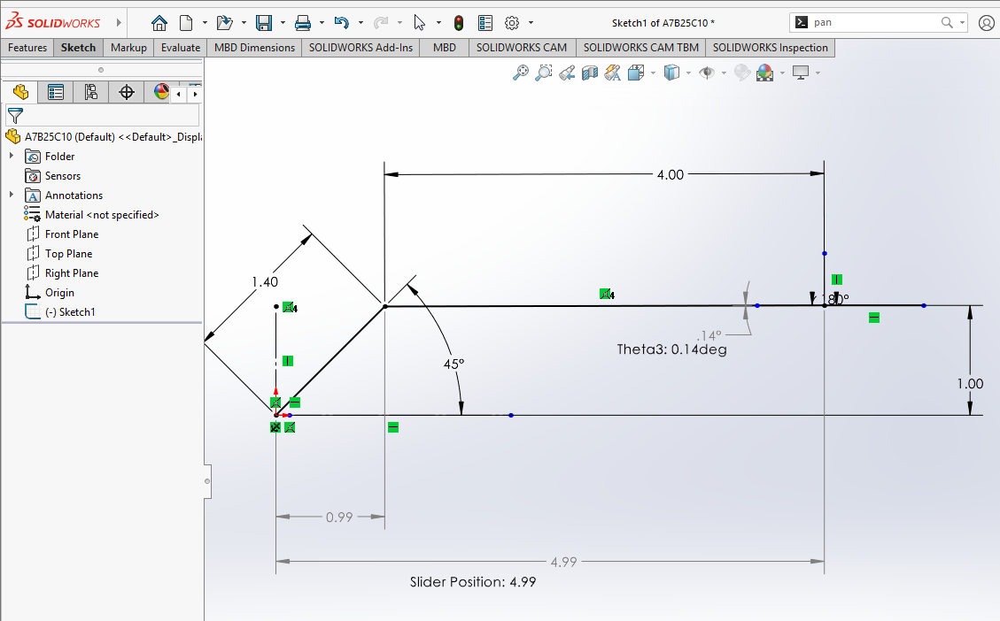 SOLIDWORKS
Sketch1 of A7B25C10 *
pan
Features Sketch Markup Evaluate MBD Dimensions SOLIDWORKS Add-Ins MBD SOLIDWORKS CAM SOLIDWORKS CAM TBM SOLIDWORKS Inspection
A7B25C10 (Default) <<Default>_Displ
Folder
Sensors
A
Annotations
Material <not specified>
Front Plane
Top Plane
Right Plane
Origin
(-) Sketch1
4.00
1.40
4
4
80°
.14°
Theta3: 0.14deg
45°
1.00
0.99
4.99
Slider Position: 4.99